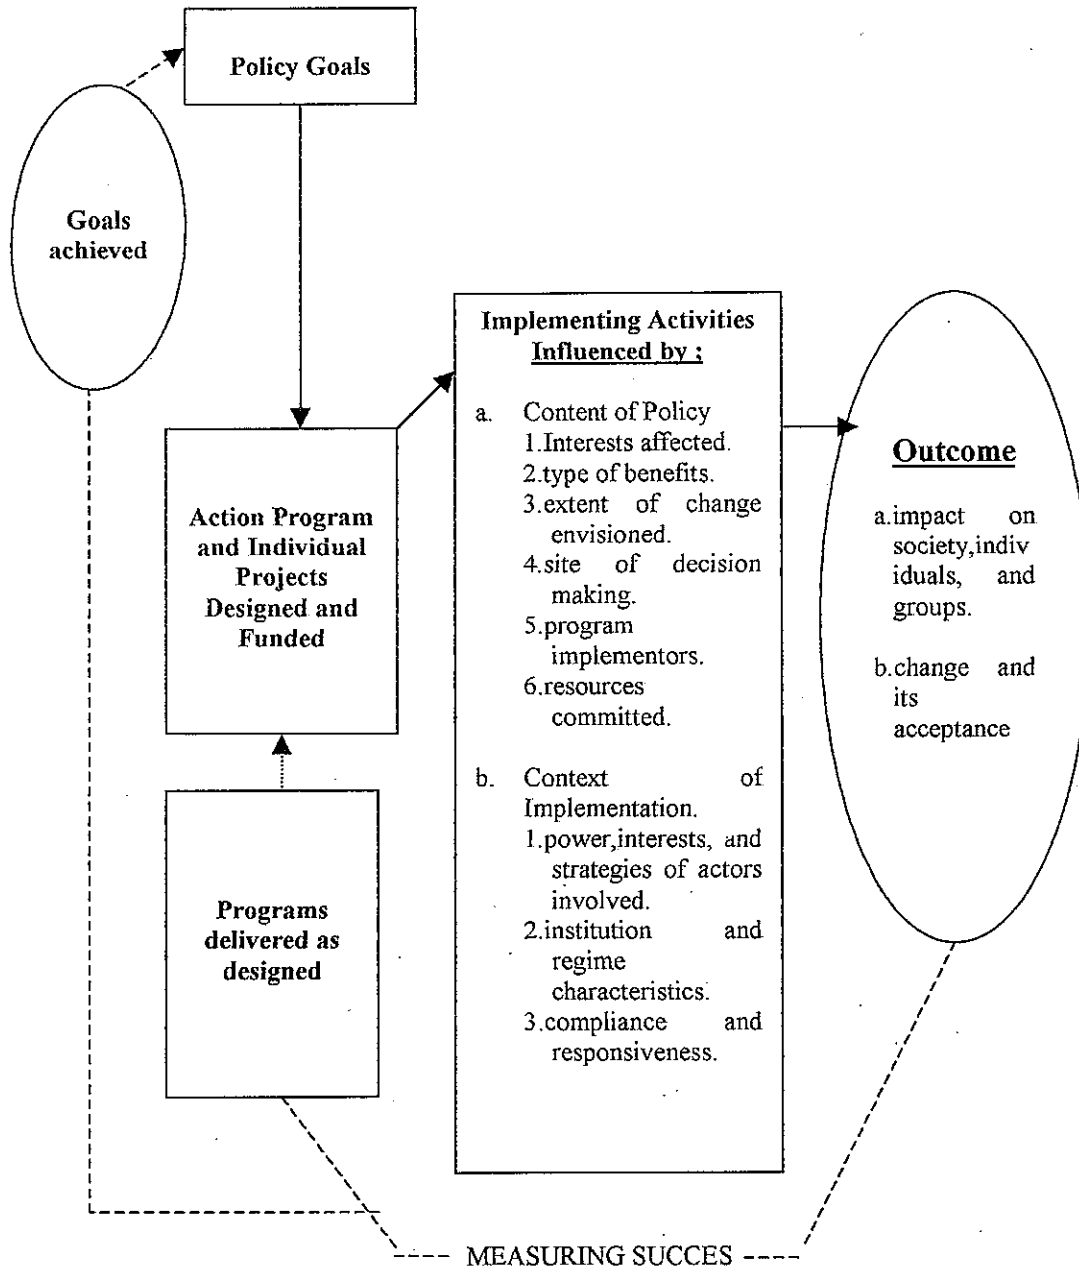 Policy Goals
Goals
achieved
Action Program
and Individual
Projects
Designed and
Funded
Programs
delivered as
designed
Implementing Activities
Influenced by ;
a. Content of Policy
1.Interests affected.
2.type of benefits.
3.extent of change
envisioned.
4.site of decision
making.
5.program
implementors.
6.resources
committed.
b. Context of
Implementation.
1.power,interests, and
strategies of actors
involved.
2.institution and
regime
characteristics.
3.compliance and
responsiveness.
Outcome
a.impact on
society,indiv
iduals, and
groups.
b.change and
its
acceptance
MEASURING SUCCES